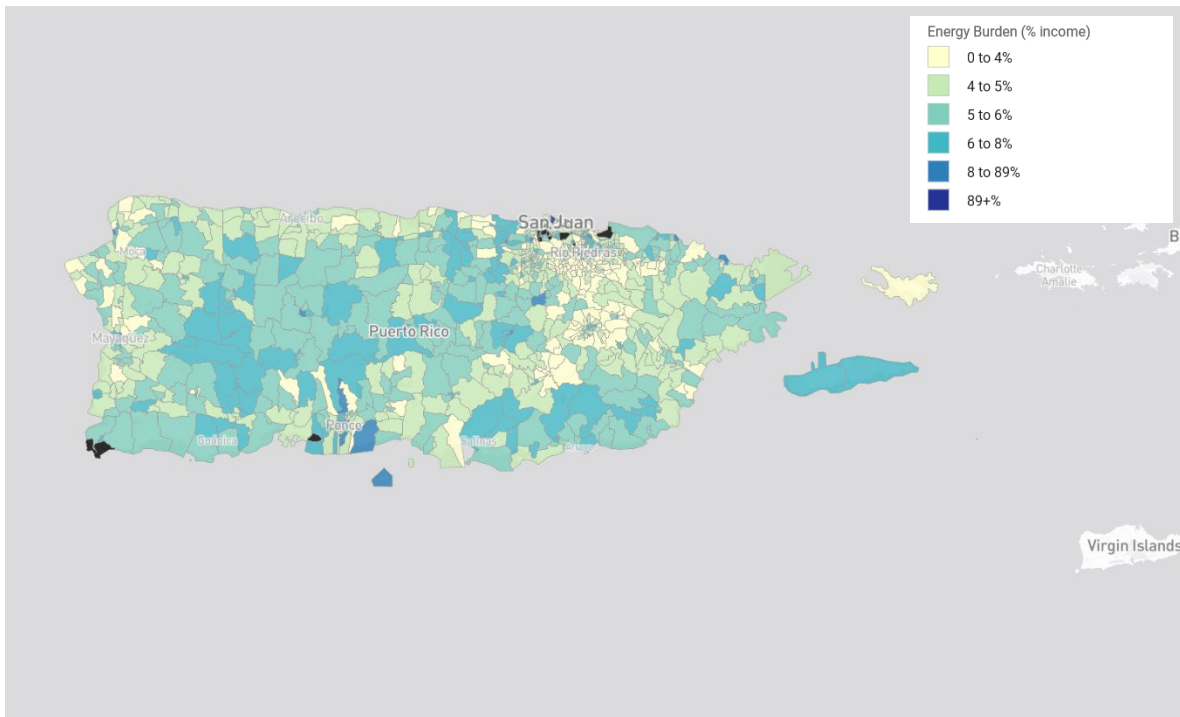 Energy Burden (% income)
0 to 4%
4 to 5%
5 to 6%
6 to 8%
8 to 89%
89+%
San Juan
Arecibo
B
Moca
Río Piedras
Charlotte
Amalie
Mayagüez
Puerto Rico
Ponce
Guánica
Salinas
Virgin Islands